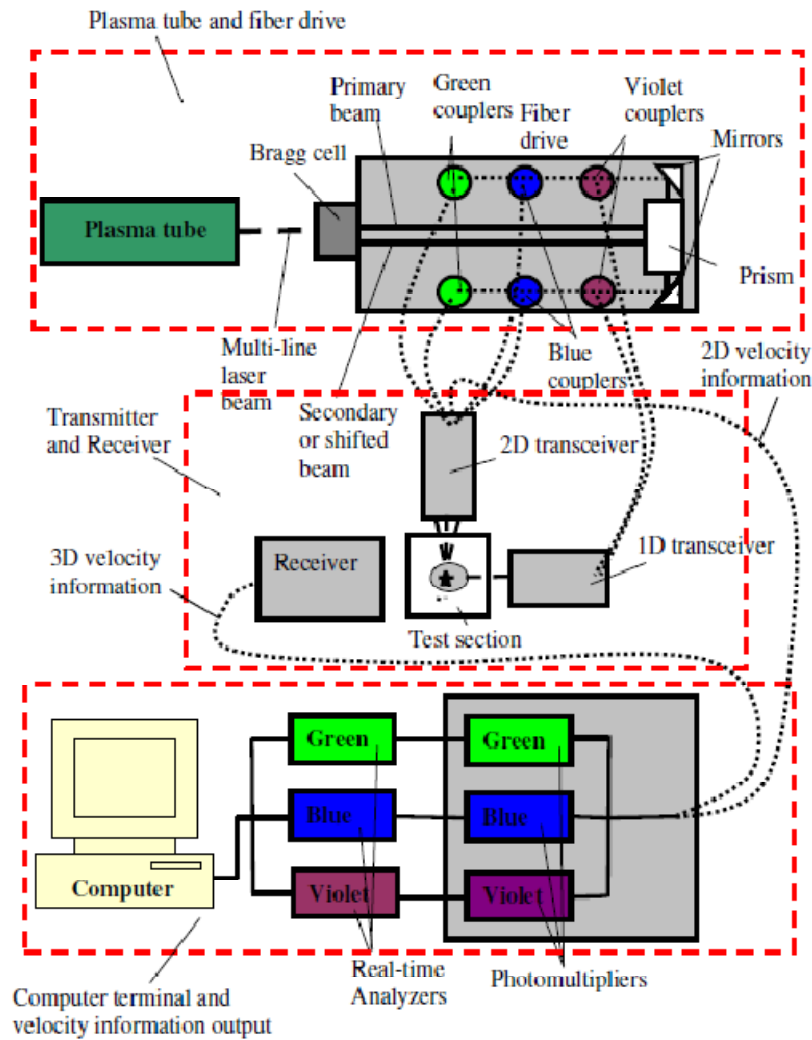 Plasma tube and fiber drive
Primary
beam
Green
couplers
Fiber
drive
Violet
couplers
Mirrors
Bragg cell
Plasma tube
Prism
Multi-line
laser
beam
Secondary
or shifted
beam
Blue
couplers
2D velocity
information
Transmitter
and Receiver
2D transceiver
3D velocity
information
Receiver
1D transceiver
Test section
Green
Green
Blue
Blue
Computer
Violet
Violet
Real-time
Analyzers
Photomultipliers
Computer terminal and
velocity information output